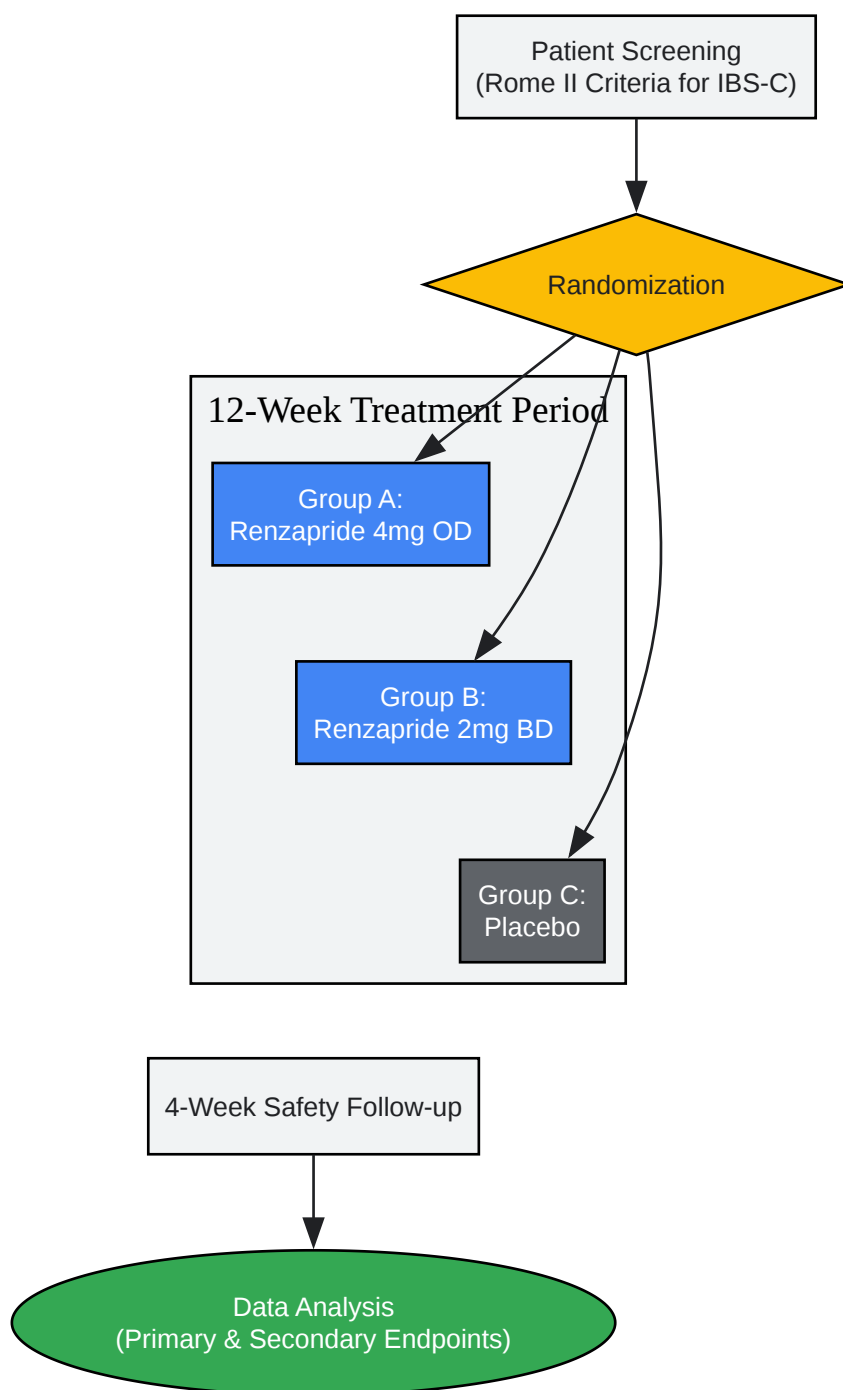 Patient Screening
(Rome II Criteria for IBS-C)
Randomization
12-Week Treatment Period
Group A:
Renzapride 4mg OD
Group B:
Renzapride 2mg BD
Group C:
Placebo
4-Week Safety Follow-up
Data Analysis
(Primary & Secondary Endpoints)